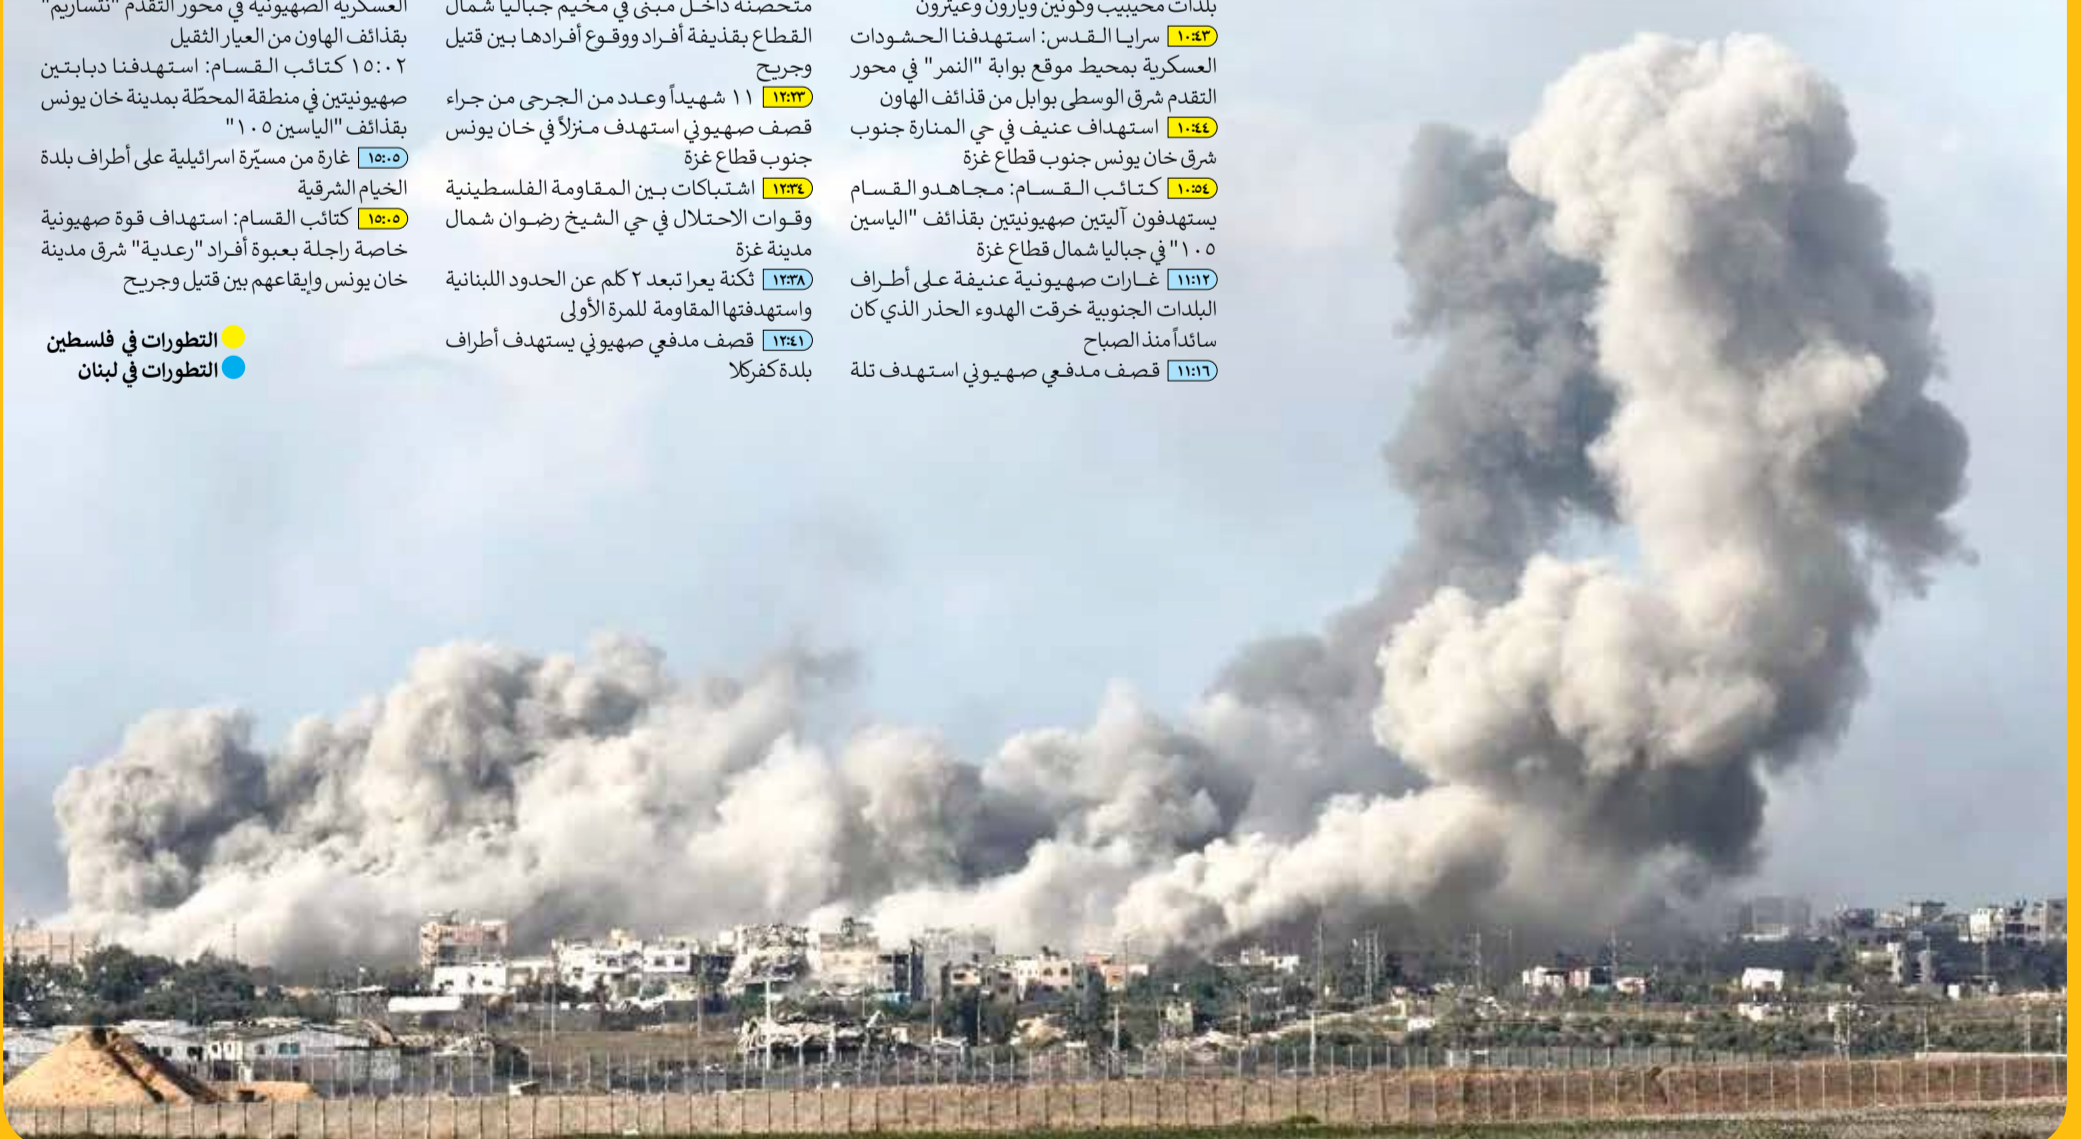 بلدات محيبيب وكونين ويارون وعيترون
١٠:٤٣ سرايا القدس: استهدفنا الحشودات
العسكرية بمحيط موقع بوابة "النمر" في محور
التقدم شرق الوسطى بوابل من قذائف الهاون
١٠:٤٤ استهداف عنيف في حي المنارة جنوب
شرق خان يونس جنوب قطاع غزة
١٠:٥٤ كتائب القسام: مجاهدو القسام
يستهدفون آليتين صهيونيتين بقذائف "الياسين
١٠٥" في جباليا شمال قطاع غزة
١١:١٢ غارات صهيونية عنيفة على أطراف
البلدات الجنوبية خرقت الهدوء الحذر الذي كان
سائداً منذ الصباح
١١:١٦ قصف مدفعي صهيوني استهدف تلة
متحصنة داخل مبنى في مخيم جباليا شمال
القطاع بقذيفة أفراد ووقوع أفرادها بين قتيل
وجريح
١٢:٢٣ ١١ شهيداً وعدد من الجرحى من جراء
قصف صهيوني استهدف منزلاً في خان يونس
جنوب قطاع غزة
١٢:٣٤ اشتباكات بين المقاومة الفلسطينية
وقوات الاحتلال في حي الشيخ رضوان شمال
مدينة غزة
١٢:٣٨ ثكنة يعرا تبعد ٢ كلم عن الحدود اللبنانية
واستهدفتها المقاومة للمرة الأولى
١٢:٤١ قصف مدفعي صهيوني يستهدف أطراف
بلدة كفركلا
العسكرية الصهيونية في محور التقدم "نتساريم"
بقذائف الهاون من العيار الثقيل
١٥:٠٢ كتائب القسام: استهدفنا دبابتين
صهيونيتين في منطقة المحطّة بمدينة خان يونس
بقذائف "الياسين ١٠٥"
١٥:٠٥ غارة من مسيّرة اسرائيلية على أطراف بلدة
الخيام الشرقية
١٥:٠٥ كتائب القسام: استهداف قوة صهيونية
خاصة راجلة بعبوة أفراد "رعدية" شرق مدينة
خان يونس وإيقاعهم بين قتيل وجريح
التطورات في فلسطين
التطورات في لبنان